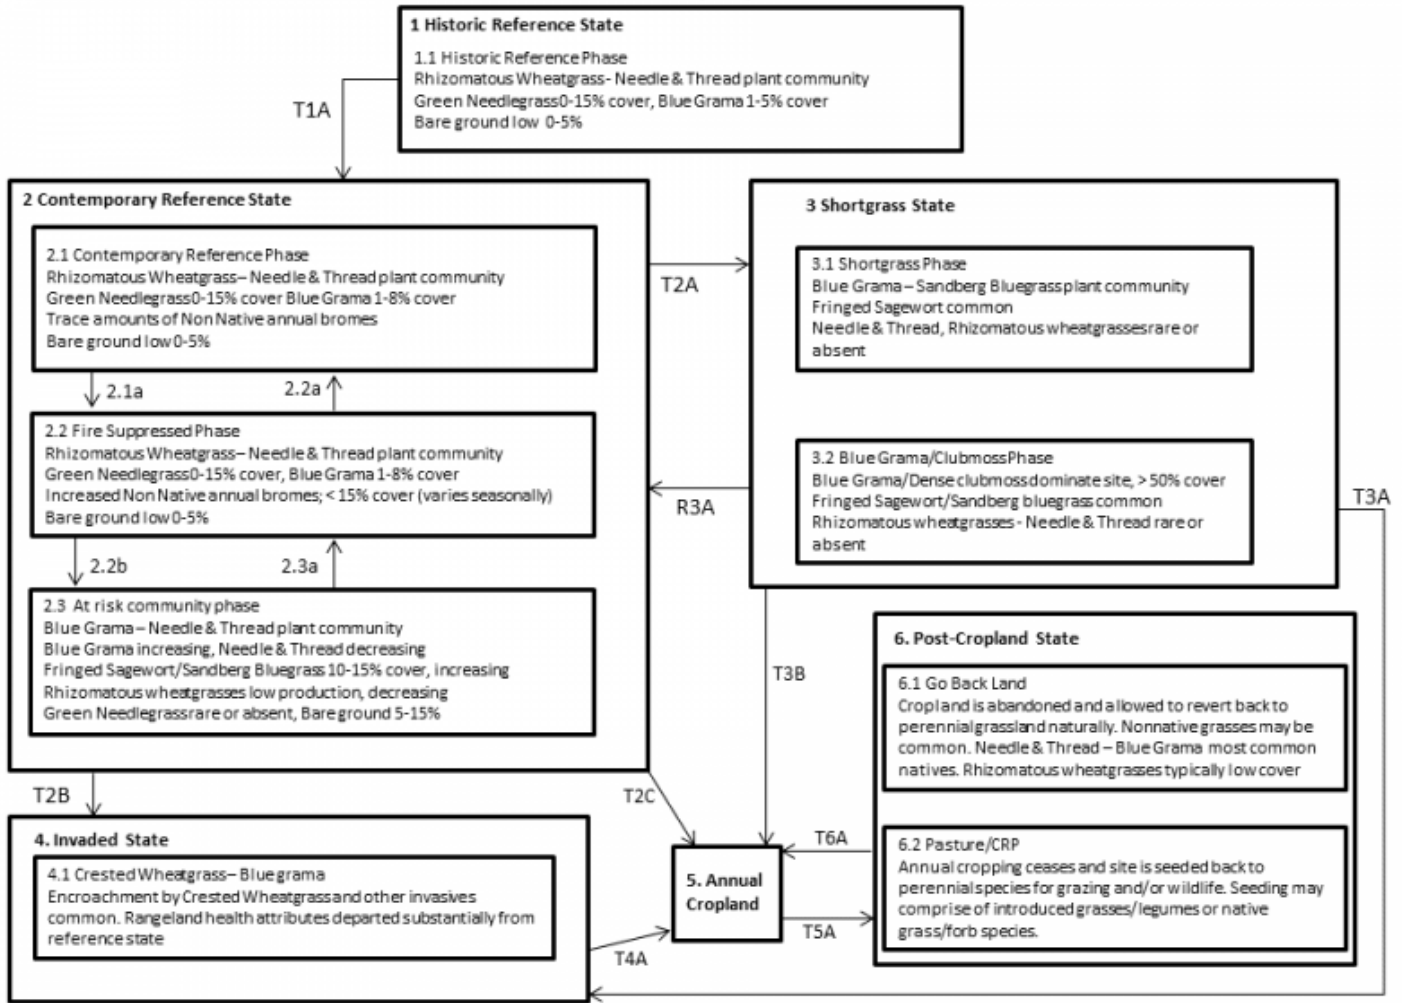 1 Historic Reference State
1.1 Historic Reference Phase
Rhizomatous Wheatgrass- Needle & Thread plant community
Green Needlegrass0-15% cover, Blue Grama 1-5% cover
Bare ground low 0-5%
T1A
2 Contemporary Reference State
2.1 Contemporary Reference Phase
Rhizomatous Wheatgrass– Needle & Thread plant community
Green Needlegrass0-15% cover Blue Grama 1-8% cover
Trace amounts of Non Native annual bromes
Bare ground low 0-5%
2.1a
2.2a
2.2 Fire Suppressed Phase
Rhizomatous Wheatgrass– Needle & Thread plant community
Green Needlegrass0-15% cover, Blue Grama 1-8% cover
Increased Non Native annual bromes; < 15% cover (varies seasonally)
Bare ground low 0-5%
2.2b
2.3a
2.3 At risk community phase
Blue Grama – Needle & Thread plant community
Blue Grama increasing, Needle & Thread decreasing
Fringed Sagewort/Sandberg Bluegrass 10-15% cover, increasing
Rhizomatous wheatgrasses low production, decreasing
Green Needlegrass rare or absent, Bare ground 5-15%
T2A
R3A
3 Shortgrass State
3.1 Shortgrass Phase
Blue Grama – Sandberg Bluegrass plant community
Fringed Sagewort common
Needle & Thread, Rhizomatous wheatgrasses rare or
absent
3.2 Blue Grama/Clubmoss Phase
Blue Grama/Dense clubmoss dominate site, > 50% cover
Fringed Sagewort/Sandberg bluegrass common
Rhizomatous wheatgrasses - Needle & Thread rare or
absent
T3A
T3B
T2B
T2C
4. Invaded State
4.1 Crested Wheatgrass– Blue grama
Encroachment by Crested Wheatgrass and other invasives
common. Rangeland health attributes departed substantially from
reference state
T4A
5. Annual
Cropland
T6A
T5A
6. Post-Cropland State
6.1 Go Back Land
Cropland is abandoned and allowed to revert back to
perennial grassland naturally. Nonnative grasses may be
common. Needle & Thread – Blue Grama most common
natives. Rhizomatous wheatgrasses typically low cover
6.2 Pasture/CRP
Annual cropping ceases and site is seeded back to
perennial species for grazing and/or wildlife. Seeding may
comprise of introduced grasses/legumes or native
grass/forb species.